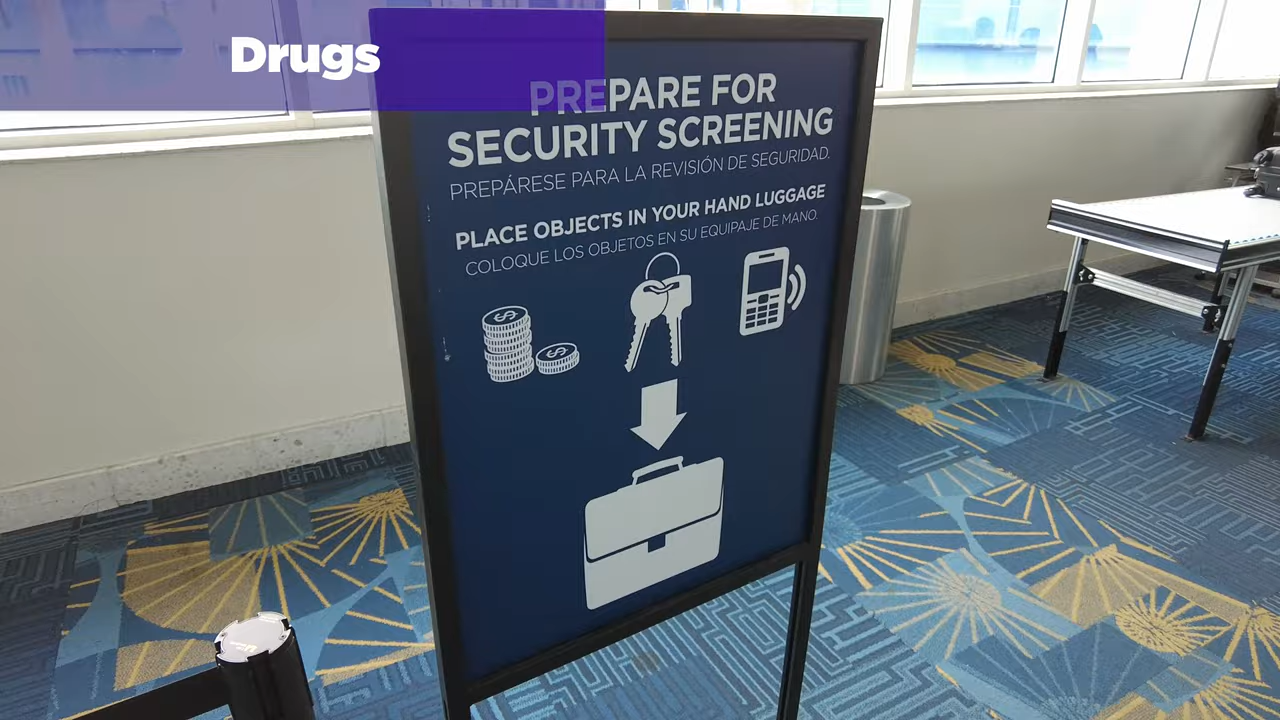 Drugs
PREPARE FOR
SECURITY SCREENING
PREPÁRESE PARA LA REVISIÓN DE SEGURIDAD.
PLACE OBJECTS IN YOUR HAND LUGGAGE
COLOQUE LOS OBJETOS EN SU EQUIPAJE DE MANO.